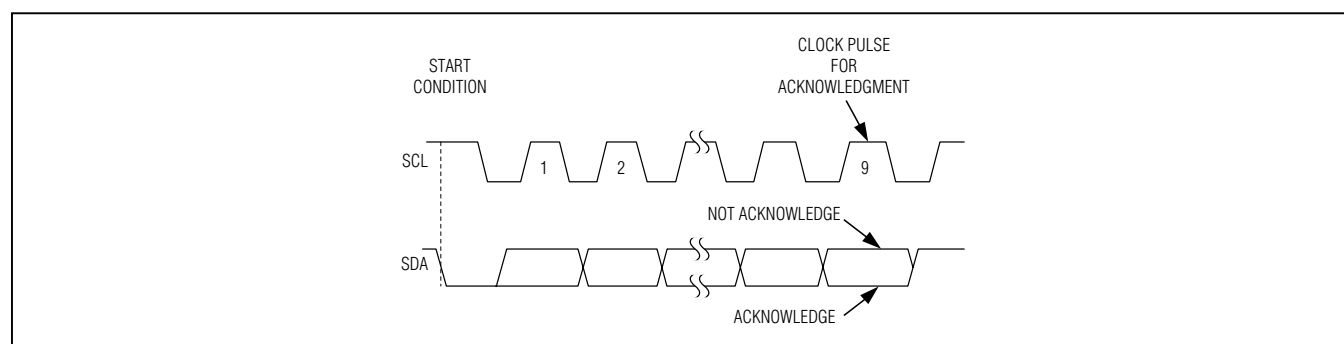 START
CONDITION
CLOCK PULSE
FOR
ACKNOWLEDGMENT
SCL
1
2
9
NOT ACKNOWLEDGE
SDA
ACKNOWLEDGE